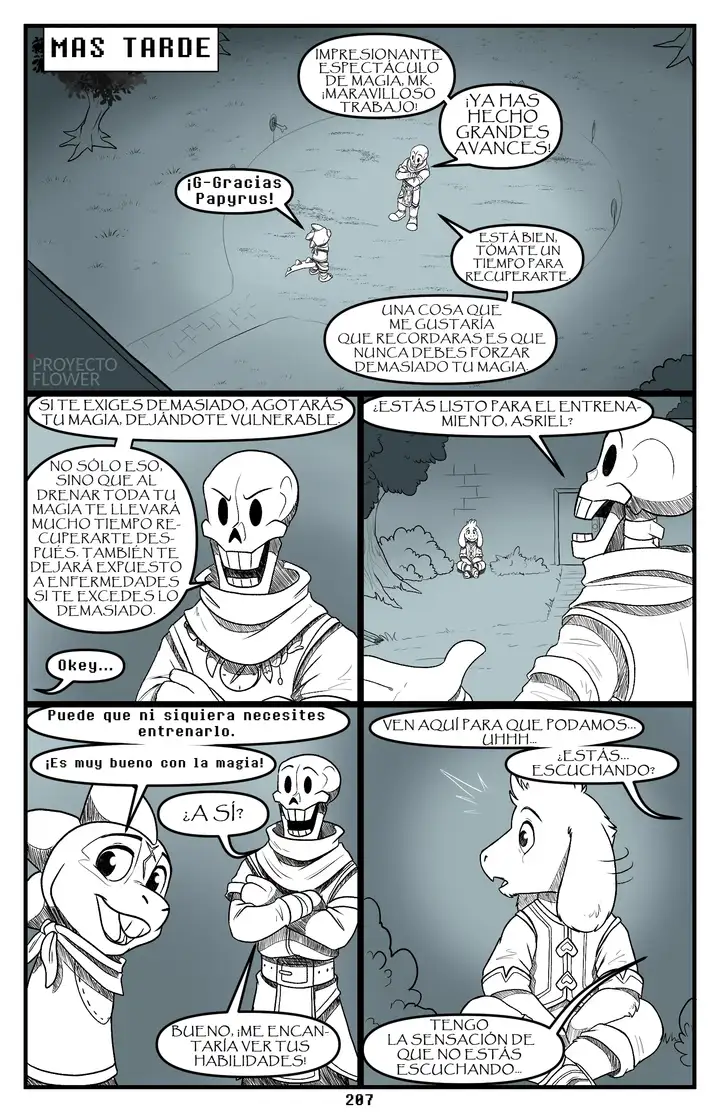 MAS TARDE
IMPRESIONANTE
ESPECTÁCULO
DE MAGIA, MK.
¡MARAVILLOSO
TRABAJO!
¡YA HAS
HECHO
GRANDES
AVANCES!
¡G-Gracias
Papyrus!
ESTÁ BIEN,
TÓMATE UN
TIEMPO PARA
RECUPERARTE.
UNA COSA QUE
ME GUSTARÍA
QUE RECORDARAS ES QUE
NUNCA DEBES FORZAR
DEMASIADO TU MAGIA.
PROYECTO
FLOWER
SI TE EXIGES DEMASIADO, AGOTARÁS
TU MAGIA, DEJÁNDOTE VULNERABLE.
NO SÓLO ESO,
SINO QUE AL
DRENAR TODA TU
MAGIA TE LLEVARÁ
MUCHO TIEMPO RE-
CUPERARTE DES-
PUÉS. TAMBIÉN TE
DEJARÁ EXPUESTO
A ENFERMEDADES
SI TE EXCEDES LO
DEMASIADO.
Okey...
¿ESTÁS LISTO PARA EL ENTRENA-
MIENTO, ASRIEL?
Puede que ni siquiera necesites
entrenarlo.
¡Es muy bueno con la magia!
¿A SÍ?
BUENO, ¡ME ENCAN-
TARÍA VER TUS
HABILIDADES!
VEN AQUÍ PARA QUE PODAMOS...
UHHH...
¿ESTÁS...
ESCUCHANDO?
TENGO
LA SENSACIÓN DE
QUE NO ESTÁS
ESCUCHANDO...
207